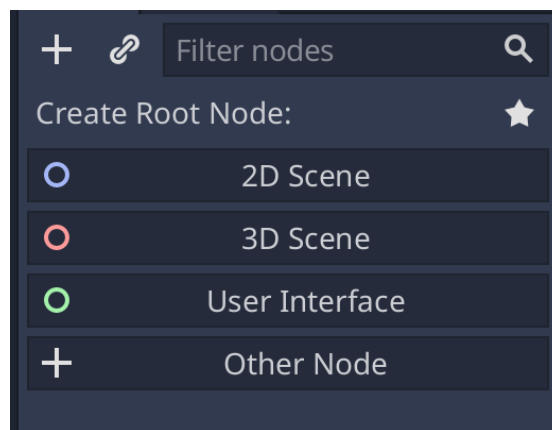 Filter nodes
Create Root Node:
2D Scene
3D Scene
User Interface
Other Node